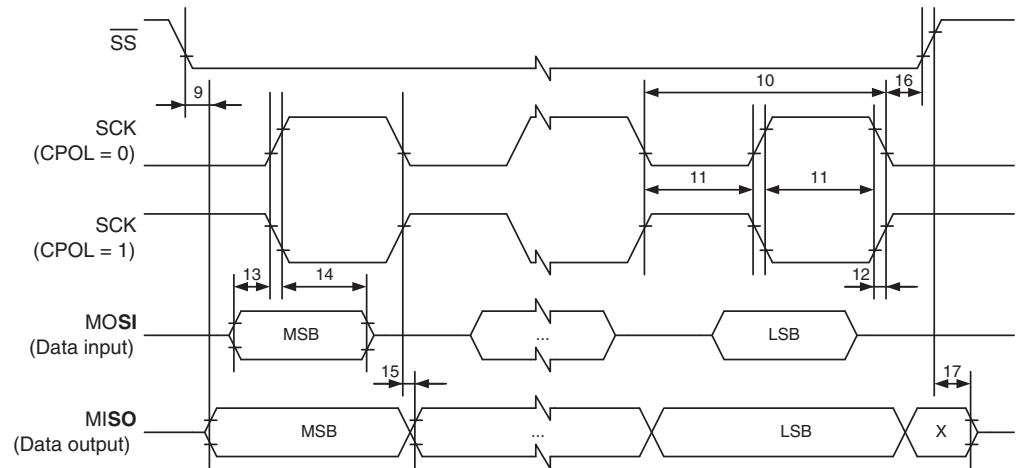 SS
9
10
16
SCK
(CPOL = 0)
11
11
SCK
(CPOL = 1)
13
14
12
MOSI
(Data input)
MSB
...
LSB
15
17
MISO
(Data output)
MSB
...
LSB
X